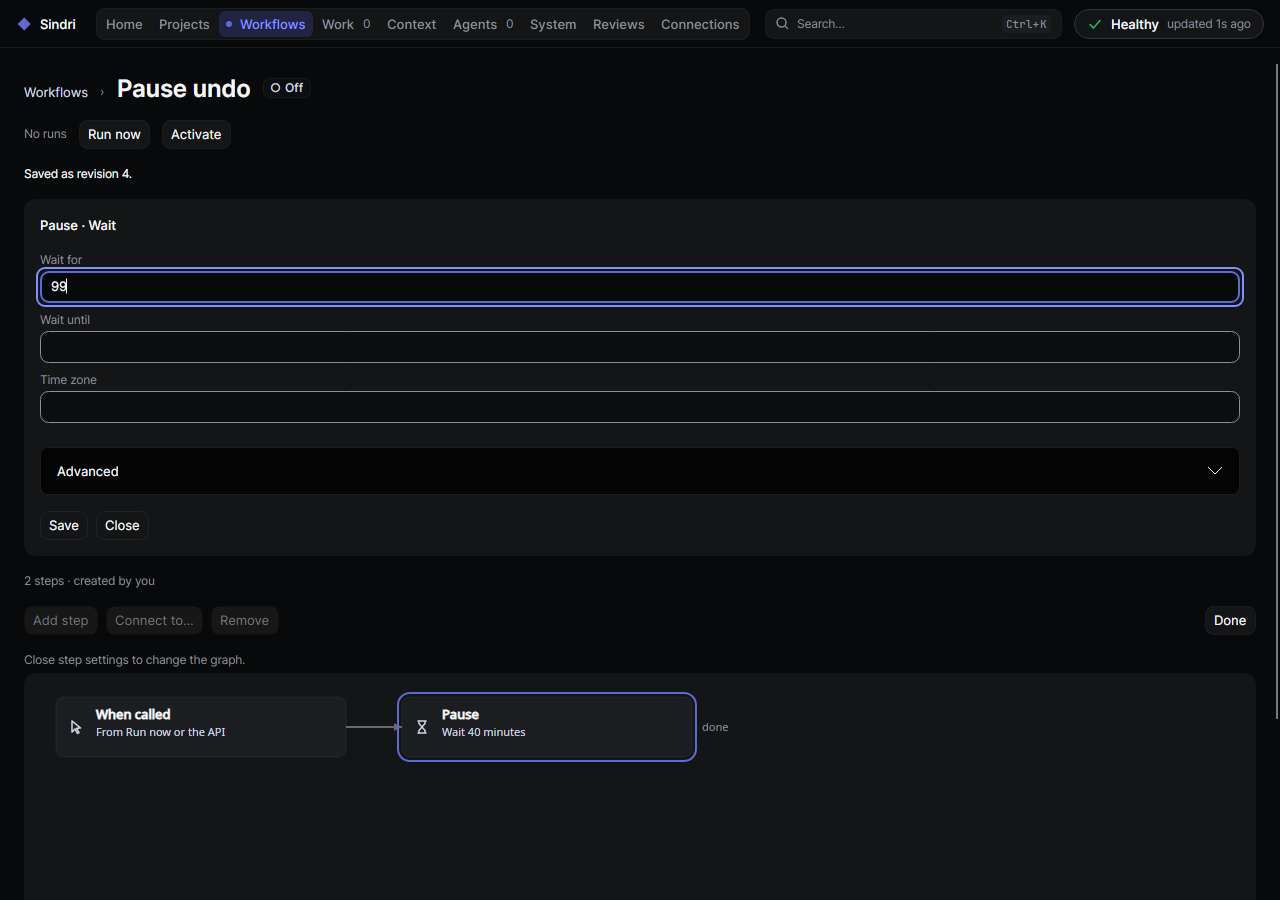 Sindri
Home Projects Workflows Work 0 Context Agents 0 System Reviews Connections
Search... Ctrl+K
Healthy updated 1s ago
Workflows › Pause undo Off
No runs Run now Activate
Saved as revision 4.
Pause · Wait
Wait for
99
Wait until
Time zone
Advanced
Save Close
2 steps · created by you
Add step Connect to... Remove Done
Close step settings to change the graph.
When called
From Run now or the API
Pause
Wait 40 minutes
done